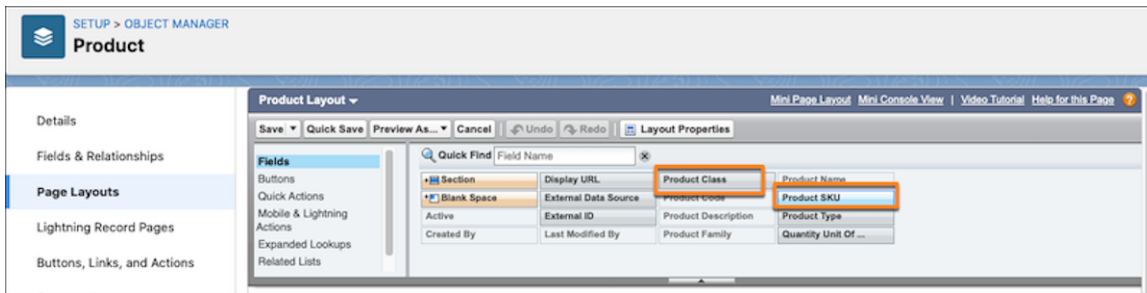 SETUP > OBJECT MANAGER
Product
Product Layout
Mini Page Layout Mini Console View | Video Tutorial Help for this Page ?
Details
Save Quick Save Preview As... Cancel Undo Redo Layout Properties
Fields & Relationships
Page Layouts
Lightning Record Pages
Buttons, Links, and Actions
Fields
Buttons
Quick Actions
Mobile & Lightning
Actions
Expanded Lookups
Related Lists
Quick Find Field Name
Section Display URL Product Class Product Name
Blank Space External Data Source Product Code Product SKU
Active External ID Product Description Product Type
Created By Last Modified By Product Family Quantity Unit Of ...